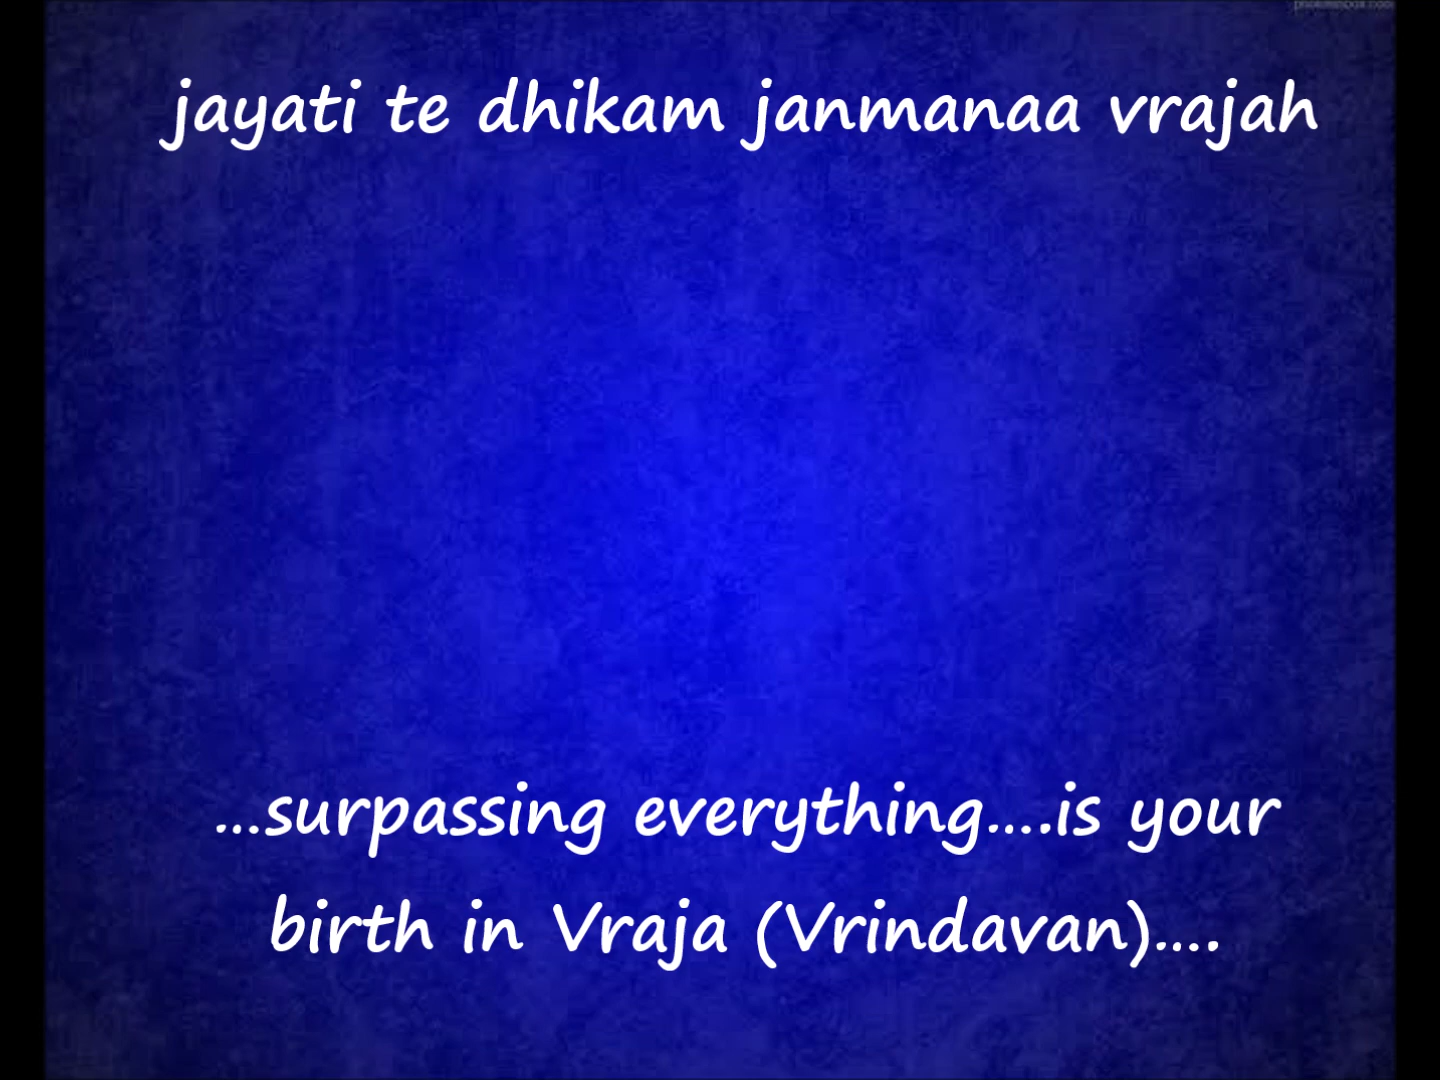 jayati te dhikam janmanaa vrajah
...surpassing everything....is your
birth in Vraja (Vrindavan)....